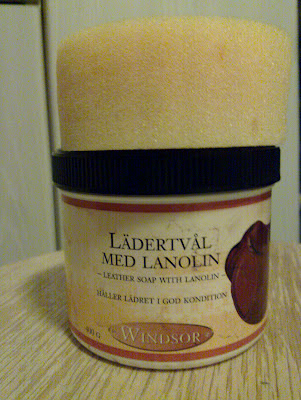 LÄDERTVÅL
MED LANOLIN
– LEATHER SOAP WITH LANOLIN –
HÅLLER LÄDRET I GOD KONDITION
WINDSOR